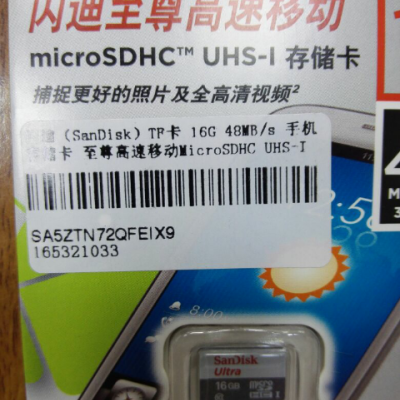 闪迪至尊高速移动
microSDHC™ UHS-I 存储卡
捕捉更好的照片及全高清视频²
(SanDisk) TF卡 16G 48MB/s 手机
存储卡 至尊高速移动MicroSDHC UHS-I
SA5ZTN72QFEIX9
165321033
8:00
SanDisk
Ultra
16GB